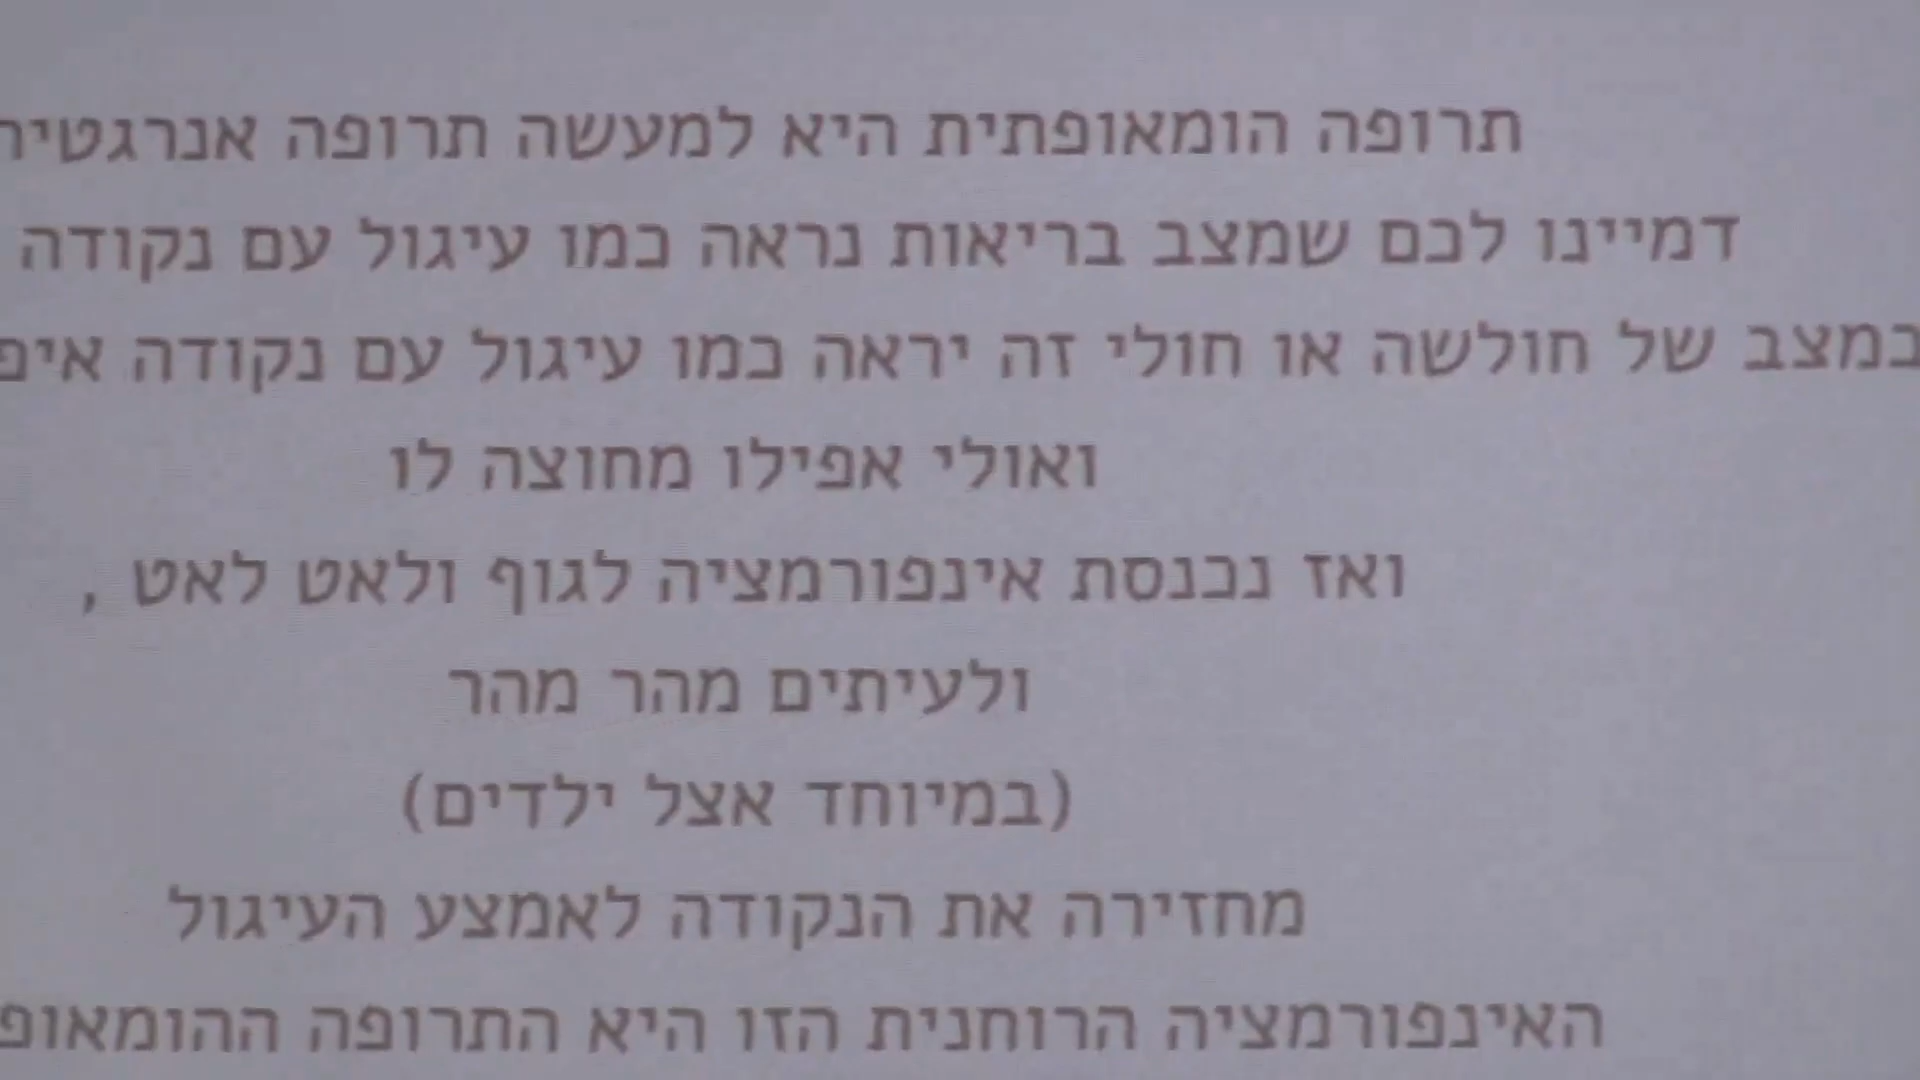 תרופה הומאופתית היא למעשה תרופה אנרגטית
דמיינו לכם שמצב בריאות נראה כמו עיגול עם נקודה
במצב של חולשה או חולי זה יראה כמו עיגול עם נקודה
ואולי אפילו מחוצה לו
ואז נכנסת אינפורמציה לגוף ולאט לאט ,
ולעיתים מהר מהר
(במיוחד אצל ילדים)
מחזירה את הנקודה לאמצע העיגול
האינפורמציה הרוחנית הזו היא התרופה